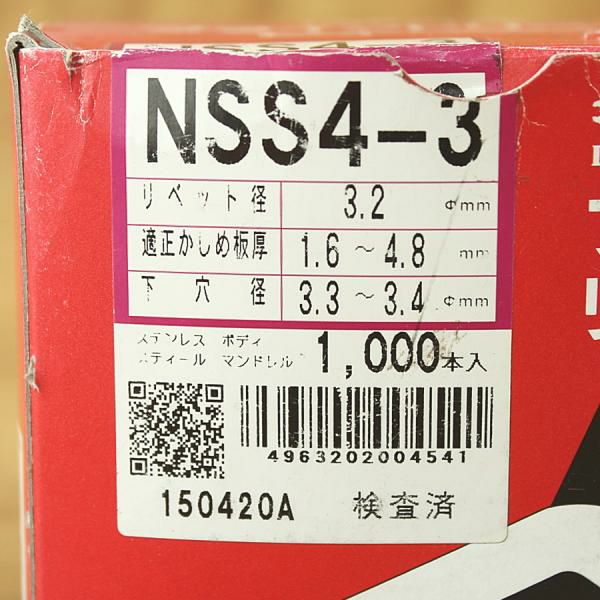 NSS4-3
リベット径 3.2 Φmm
適正かしめ板厚 1.6～4.8 mm
下穴径 3.3～3.4 Φmm
ステンレス ボディ
スティール マンドレル 1,000本入
4963202004541
150420A 検査済